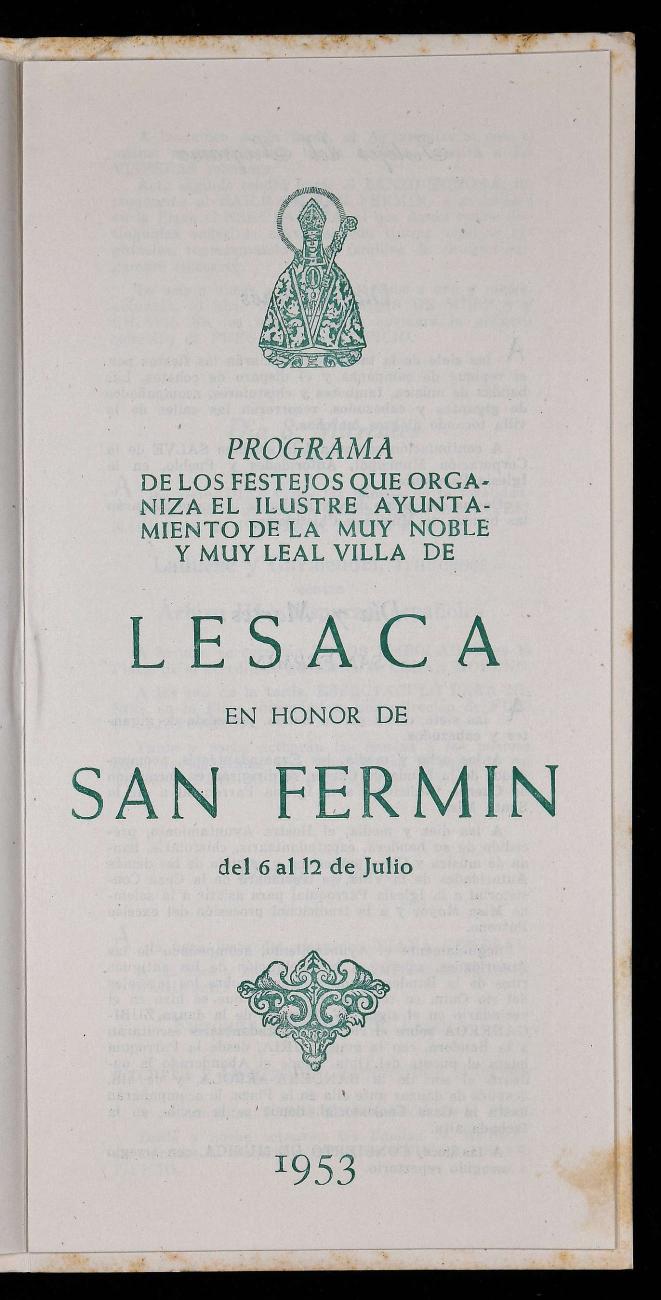 PROGRAMA
DE LOS FESTEJOS QUE ORGA-
NIZA EL ILUSTRE AYUNTA-
MIENTO DE LA MUY NOBLE
Y MUY LEAL VILLA DE
LESACA
EN HONOR DE
SAN FERMIN
del 6 al 12 de Julio
1953